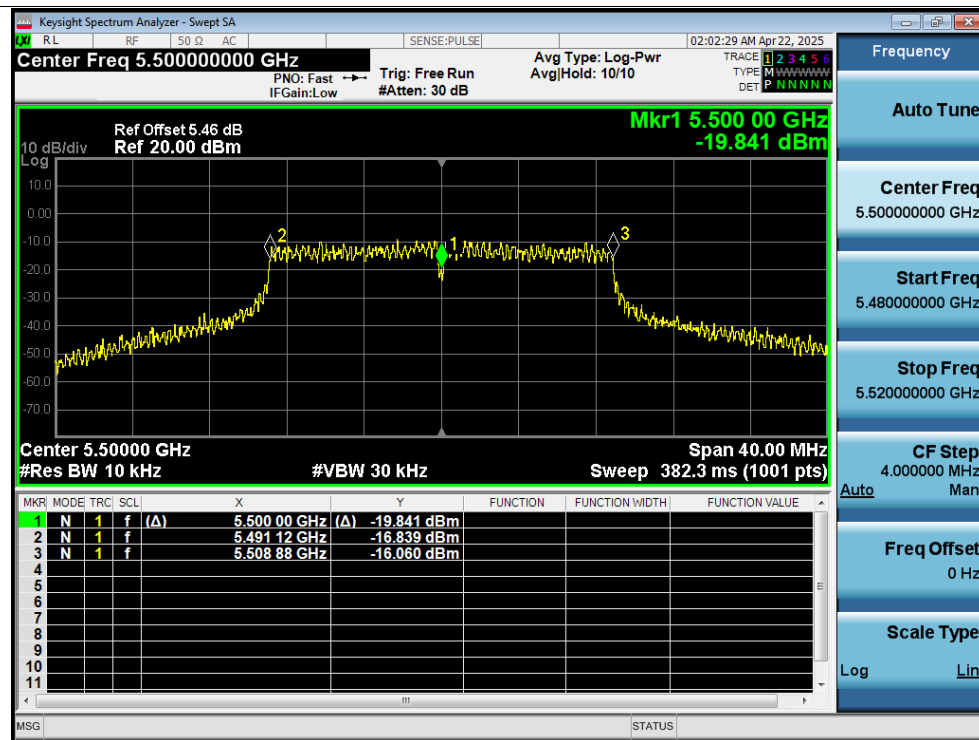 Keysight Spectrum Analyzer - Swept SA
LXI RL RF 50 Ω AC SENSE:PULSE 02:02:29 AM Apr 22, 2025
Center Freq 5.500000000 GHz
PNO: Fast
IFGain:Low
Trig: Free Run
#Atten: 30 dB
Avg Type: Log-Pwr
Avg|Hold: 10/10
TRACE 1 2 3 4 5 6
TYPE M W W W W W
DET P N N N N N
Mkr1 5.500 00 GHz
-19.841 dBm
Ref Offset 5.46 dB
10 dB/div Ref 20.00 dBm
Log
10.0
0.00
-10.0
-20.0
-30.0
-40.0
-50.0
-60.0
-70.0
2
1
3
Center 5.50000 GHz Span 40.00 MHz
#Res BW 10 kHz #VBW 30 kHz Sweep 382.3 ms (1001 pts)
MKR MODE TRC SCL X Y FUNCTION FUNCTION WIDTH FUNCTION VALUE
1 N 1 f (Δ) 5.500 00 GHz (Δ) -19.841 dBm
2 N 1 f 5.491 12 GHz -16.839 dBm
3 N 1 f 5.508 88 GHz -16.060 dBm
4
5
6
7
8
9
10
11
MSG STATUS
Frequency
Auto Tune
Center Freq
5.500000000 GHz
Start Freq
5.480000000 GHz
Stop Freq
5.520000000 GHz
CF Step
4.000000 MHz
Auto Man
Freq Offset
0 Hz
Scale Type
Log Lin